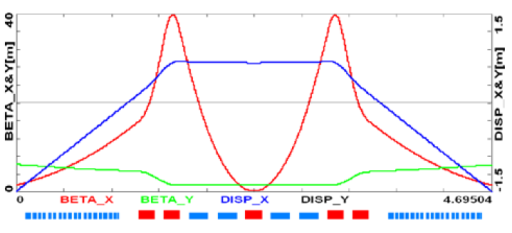 40
1.5
BETA_X&Y[m]
DISP_X&Y[m]
0
-1.5
0 BETA_X BETA_Y DISP_X DISP_Y 4.69504